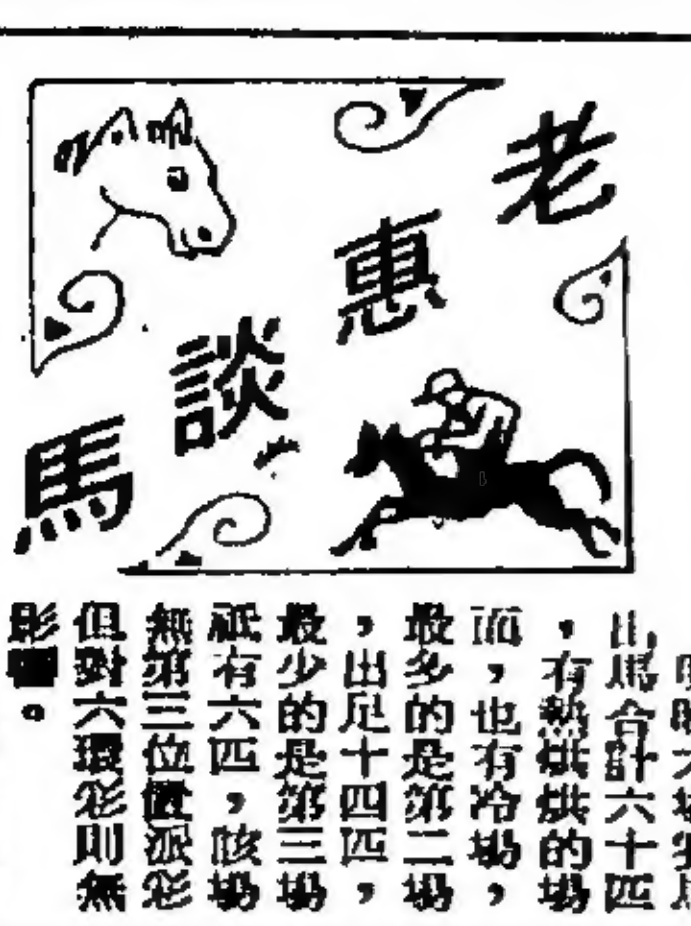 老惠談馬
出馬合計六十四
，有熱烘烘的場
面，也有冷場，
最多的是第二場
，出足十四匹，
最少的是第三場
祇有六匹，該場
無第三位置派彩
但對六環彩則無
影響。